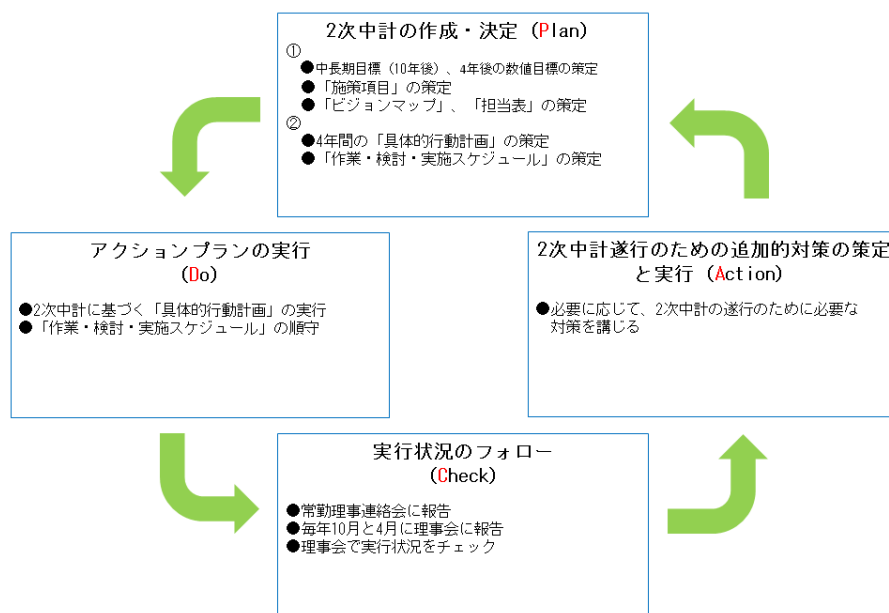 2次中計の作成・決定 (Plan)
①
●中長期目標（10年後）、4年後の数値目標の策定
●「施策項目」の策定
●「ビジョンマップ」、「担当表」の策定
②
●4年間の「具体的行動計画」の策定
●「作業・検討・実施スケジュール」の策定
アクションプランの実行
(Do)
●2次中計に基づく「具体的行動計画」の実行
●「作業・検討・実施スケジュール」の順守
2次中計遂行のための追加的対策の策定
と実行 (Action)
●必要に応じて、2次中計の遂行のために必要な
対策を講じる
実行状況のフォロー
(Check)
●常勤理事連絡会に報告
●毎年10月と4月に理事会に報告
●理事会で実行状況をチェック